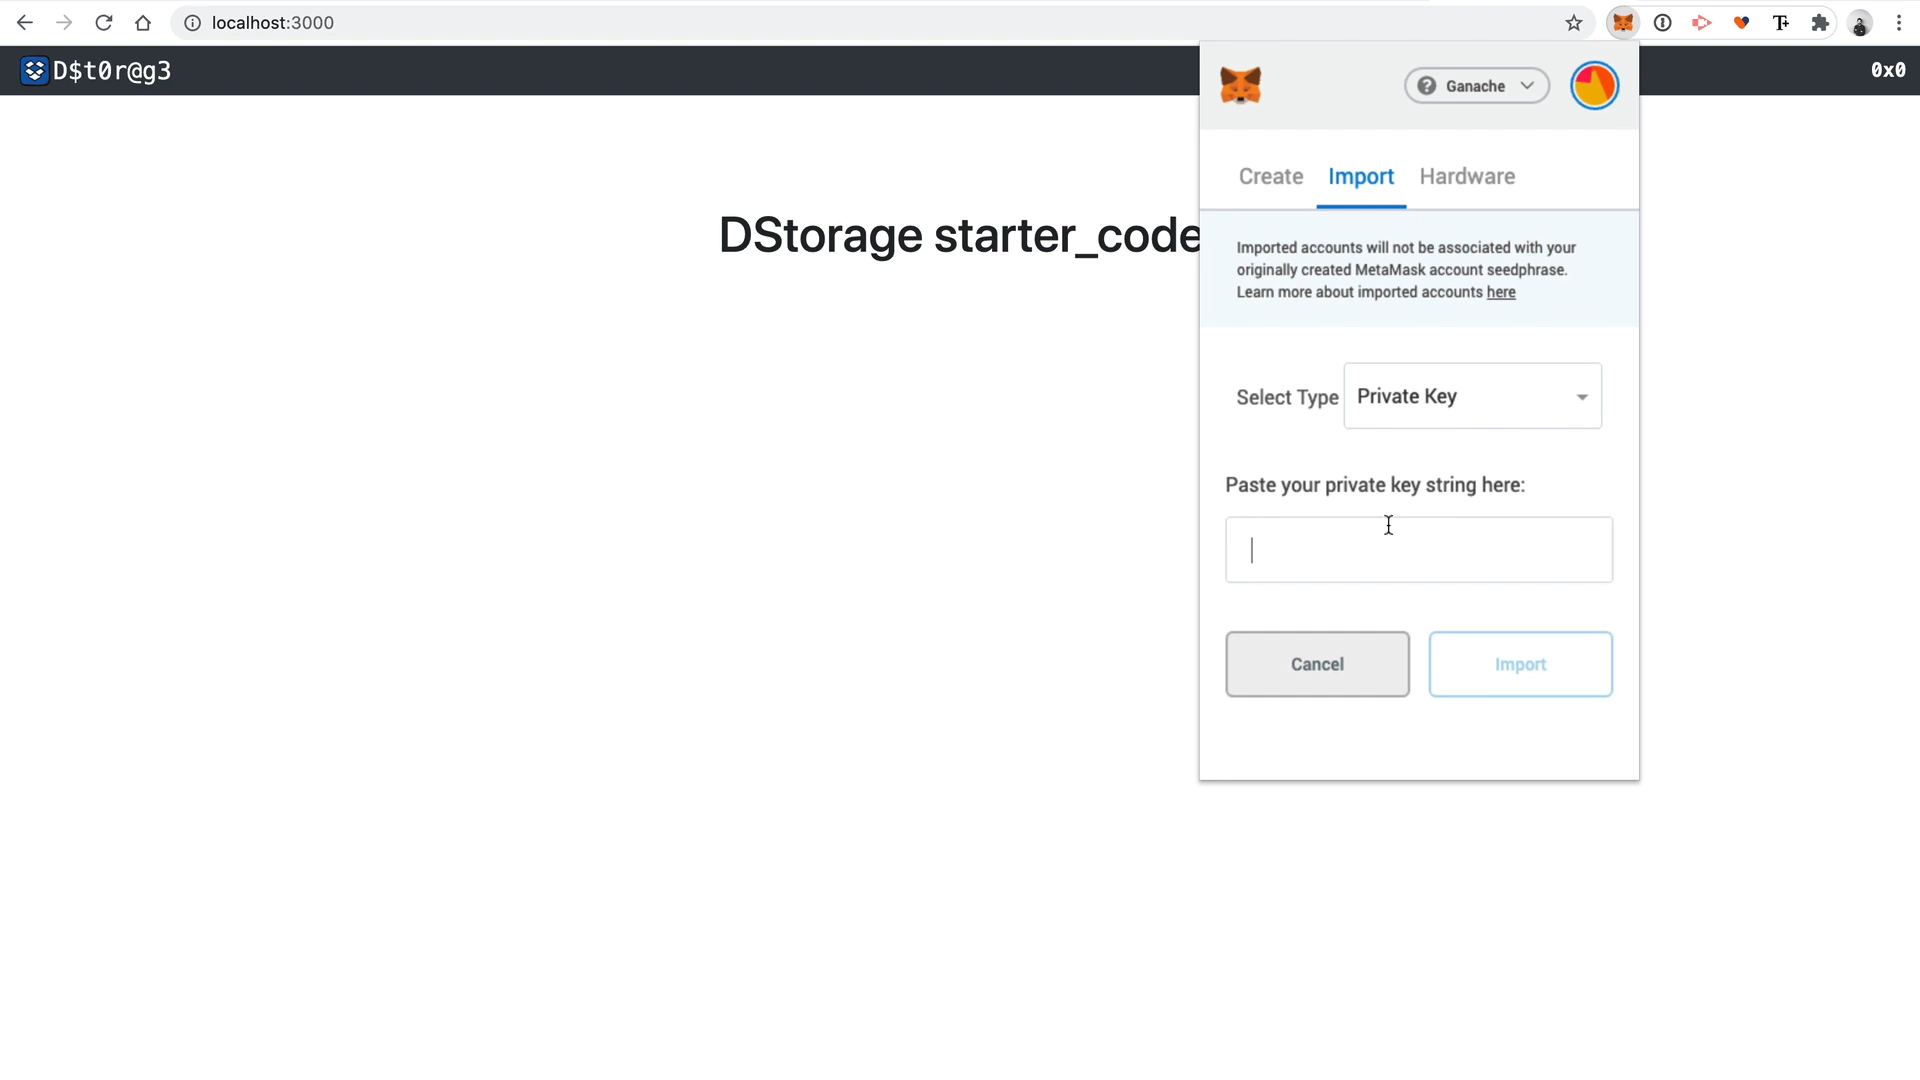 localhost:3000
D$t0r@g3
0x0
Ganache
Create Import Hardware
DStorage starter_code
Imported accounts will not be associated with your
originally created MetaMask account seedphrase.
Learn more about imported accounts here
Select Type Private Key
Paste your private key string here:
Cancel Import